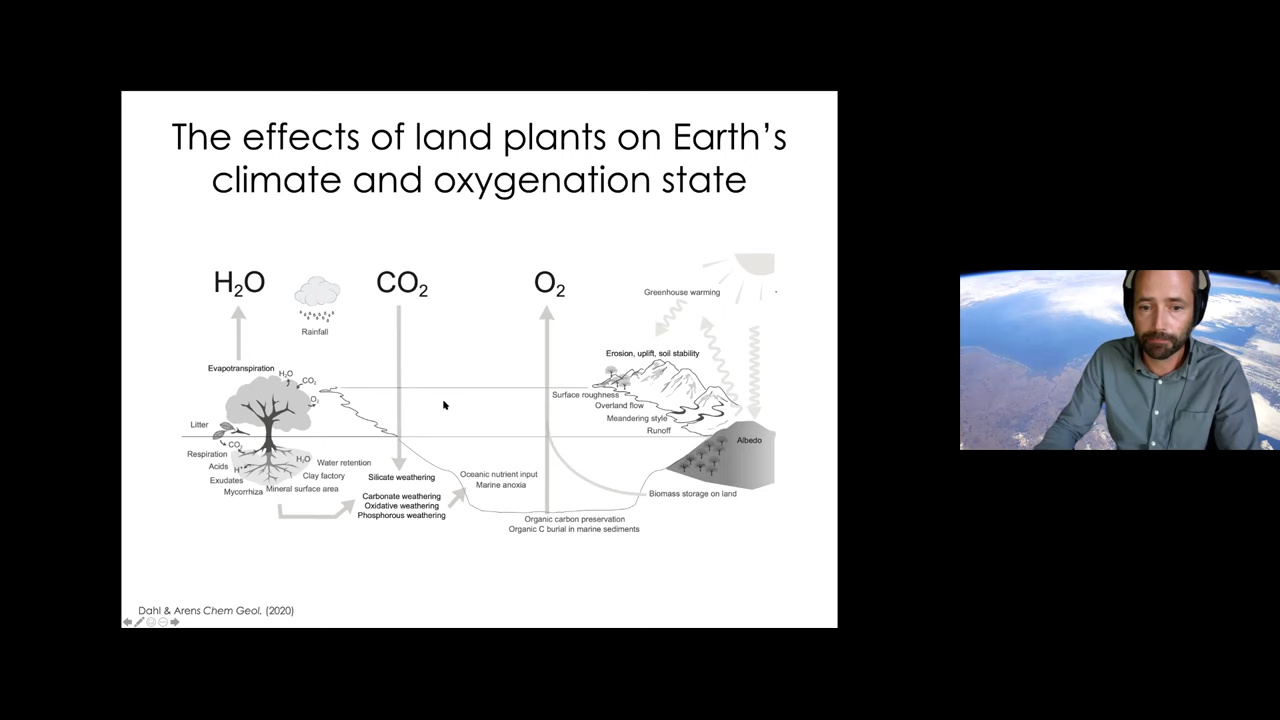 The effects of land plants on Earth's
climate and oxygenation state
H₂O
CO₂
O₂
Greenhouse warming
Rainfall
Erosion, uplift, soil stability
Evapotranspiration
H₂O
CO₂
O₂
Surface roughness
Overland flow
Meandering style
Runoff
Albedo
Litter
CO₂
Respiration
Acids
H⁺
Exudates
Mycorrhiza
H₂O
Water retention
Clay factory
Mineral surface area
Silicate weathering
Carbonate weathering
Oxidative weathering
Phosphorous weathering
Oceanic nutrient input
Marine anoxia
Biomass storage on land
Organic carbon preservation
Organic C burial in marine sediments
Dahl & Arens Chem Geol. (2020)